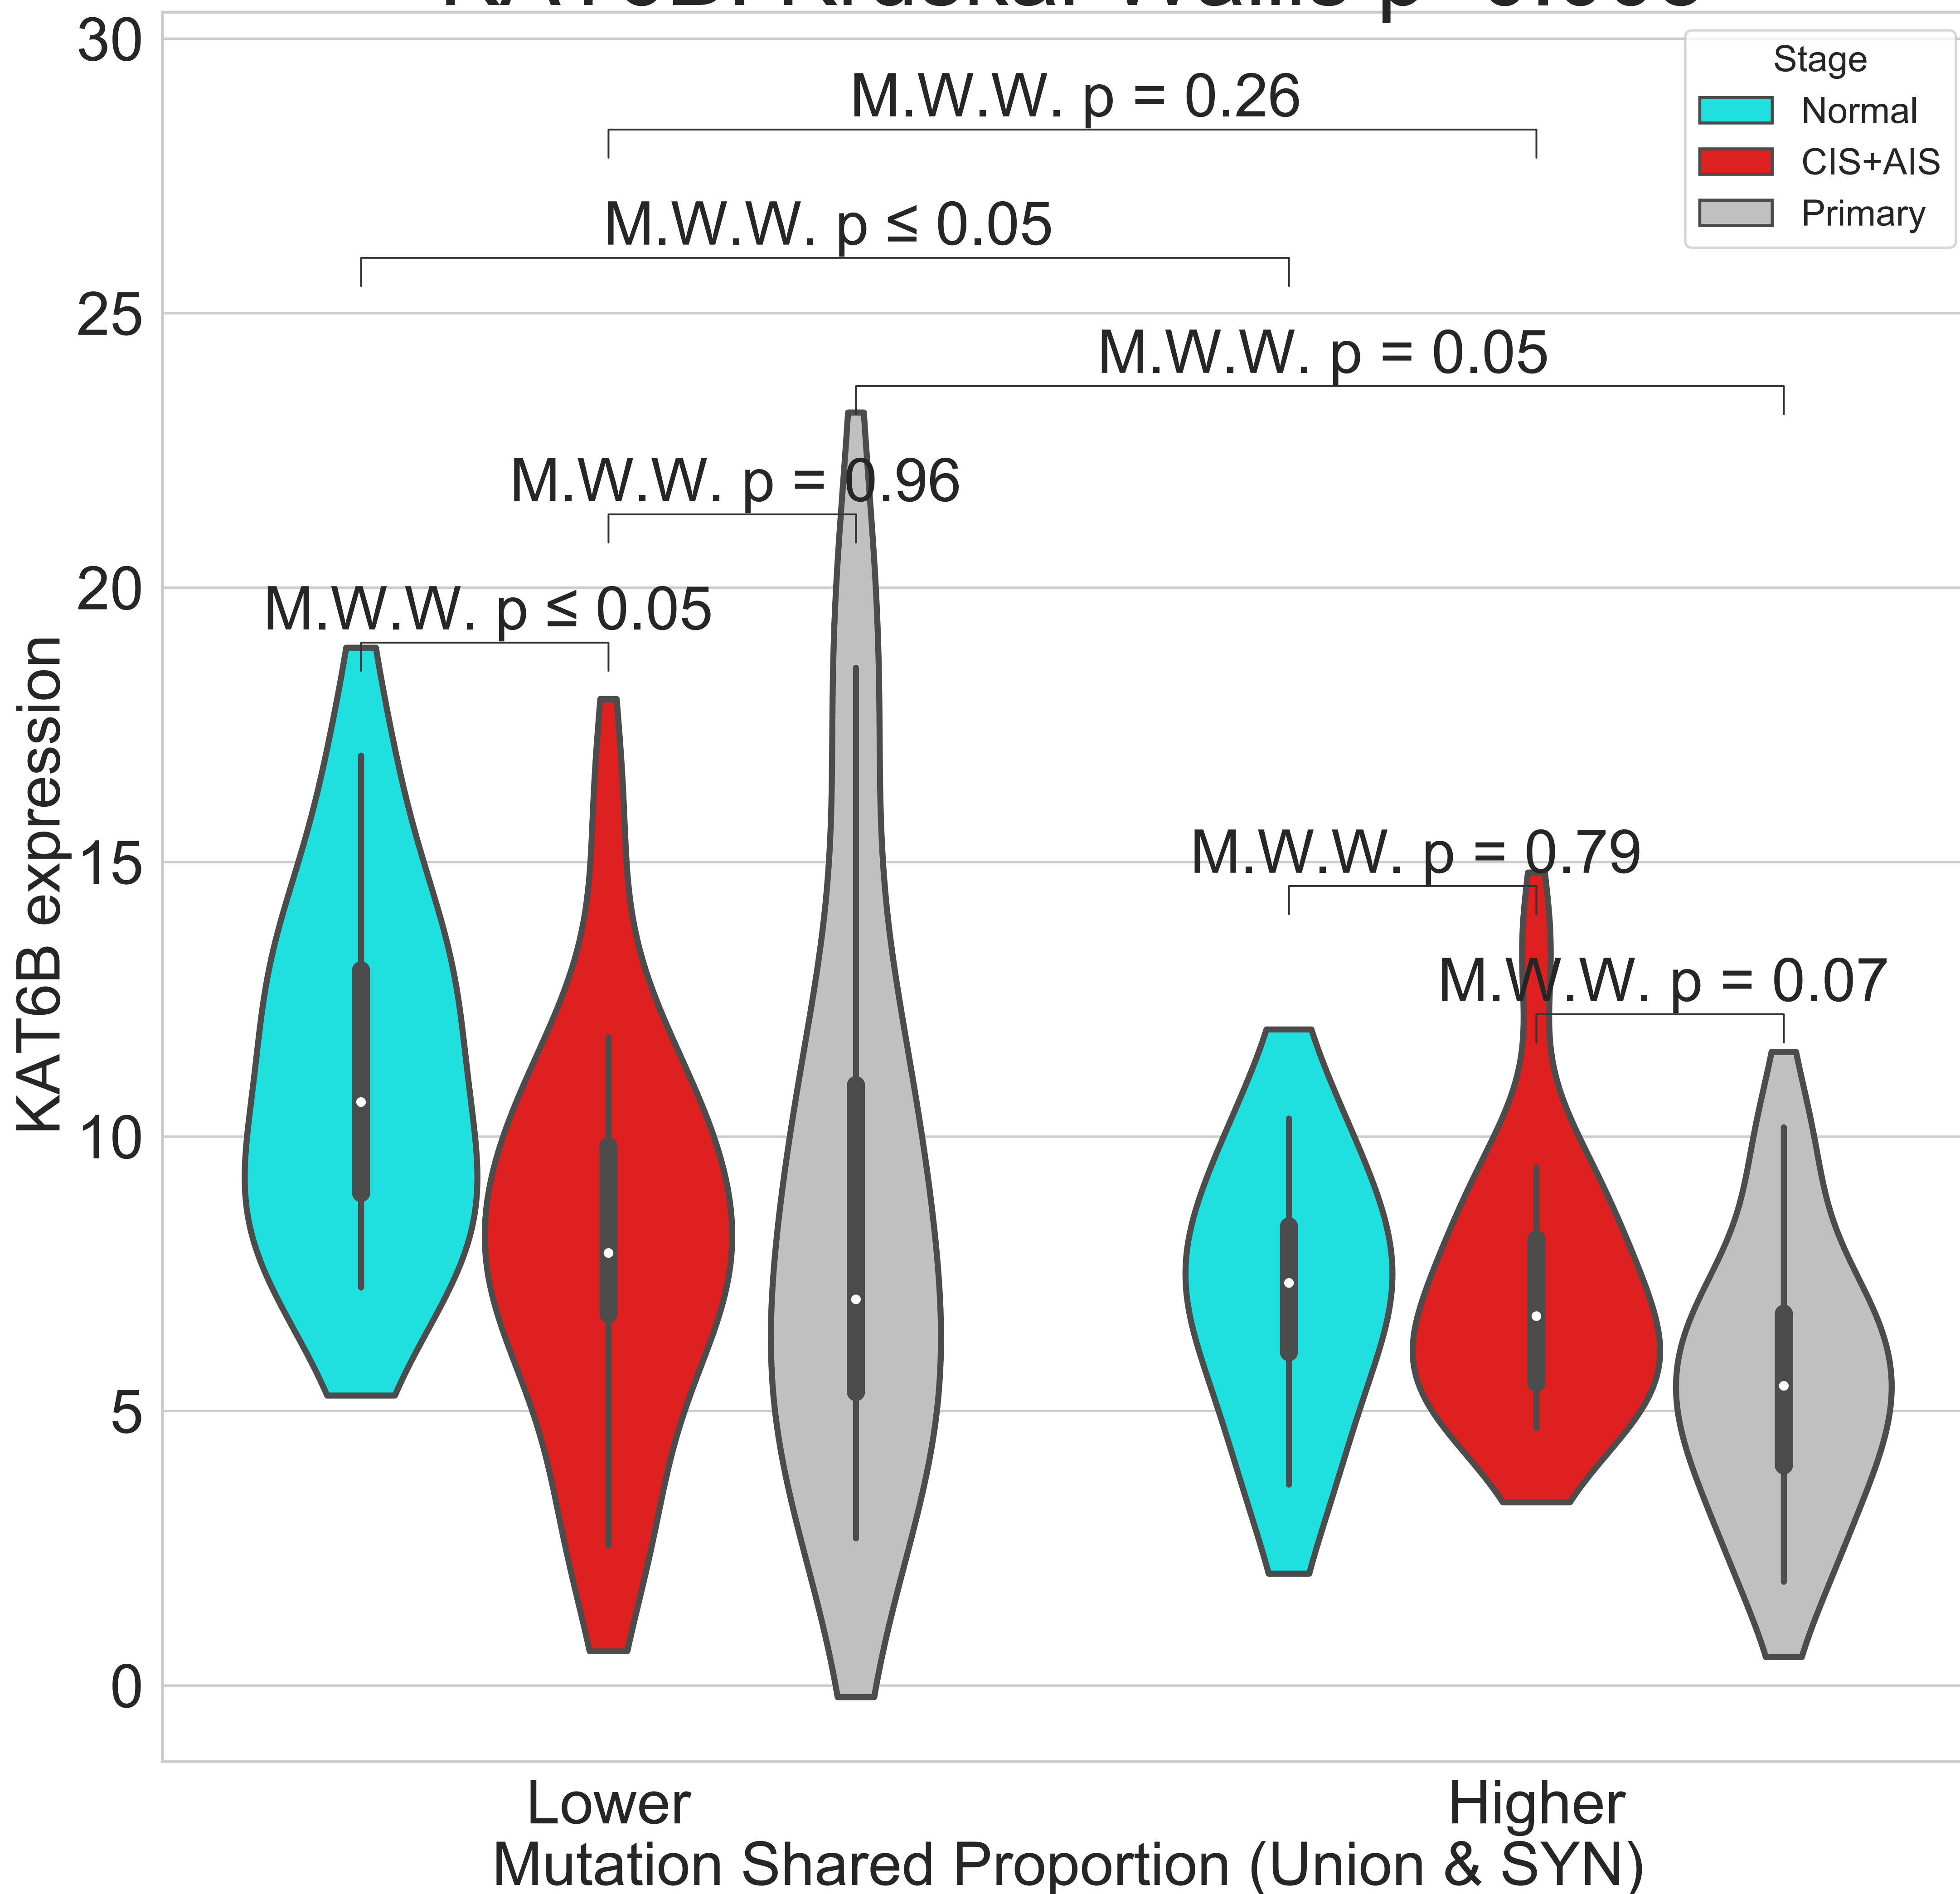 30
25
20
15
10
5
0
KAT6B expression
Stage
Normal
CIS+AIS
Primary
M.W.W. p = 0.26
M.W.W. p ≤ 0.05
M.W.W. p = 0.05
M.W.W. p = 0.96
M.W.W. p ≤ 0.05
M.W.W. p = 0.79
M.W.W. p = 0.07
Lower
Higher
Mutation Shared Proportion (Union & SYN)